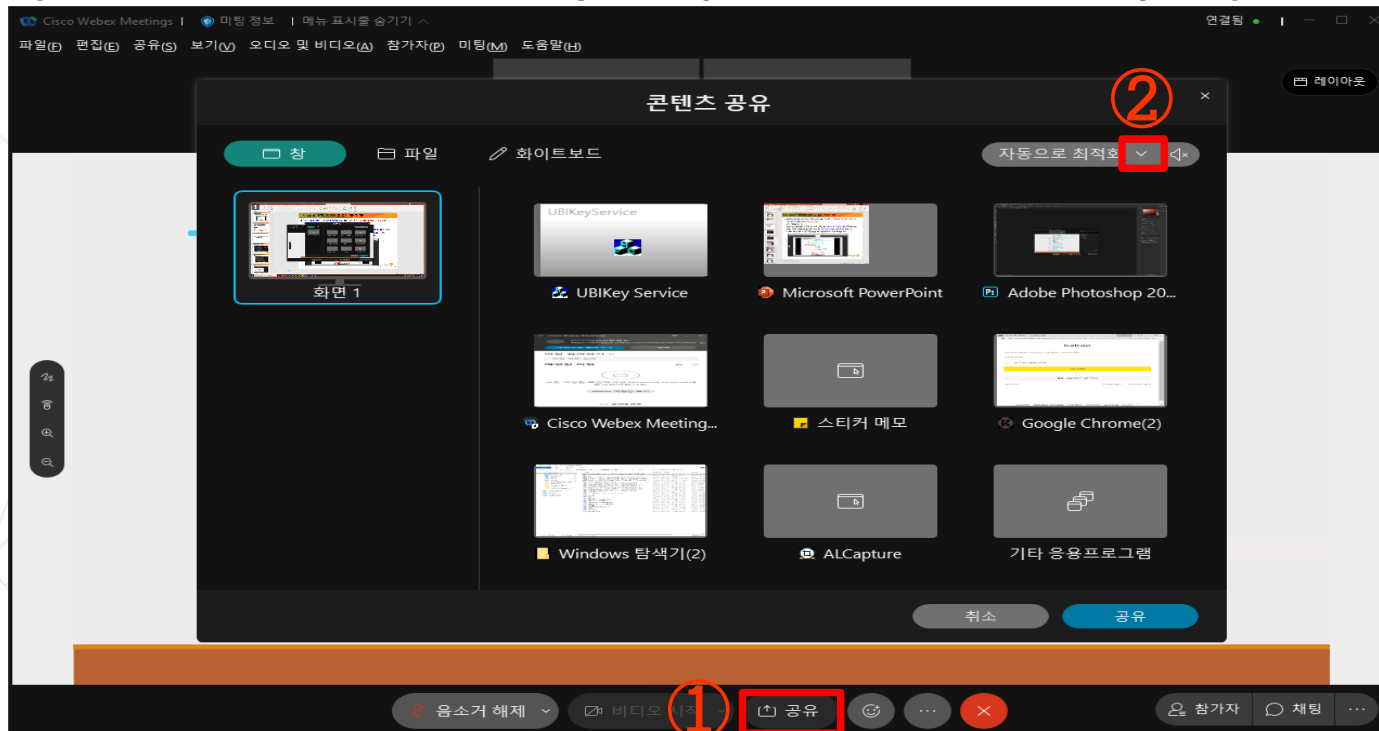 Cisco Webex Meetings | 미팅 정보 | 메뉴 표시줄 숨기기 연결됨
파일(F) 편집(E) 공유(S) 보기(V) 오디오 및 비디오(A) 참가자(P) 미팅(M) 도움말(H)
레이아웃
콘텐츠 공유
②
창 파일 화이트보드 자동으로 최적화
화면 1
UBIKeyService
UBIKey Service Microsoft PowerPoint Adobe Photoshop 20...
kakao
Cisco Webex Meeting... 스티커 메모 Google Chrome(2)
Windows 탐색기(2) ALCapture 기타 응용프로그램
취소 공유
① 음소거 해제 비디오 시작 공유 참가자 채팅